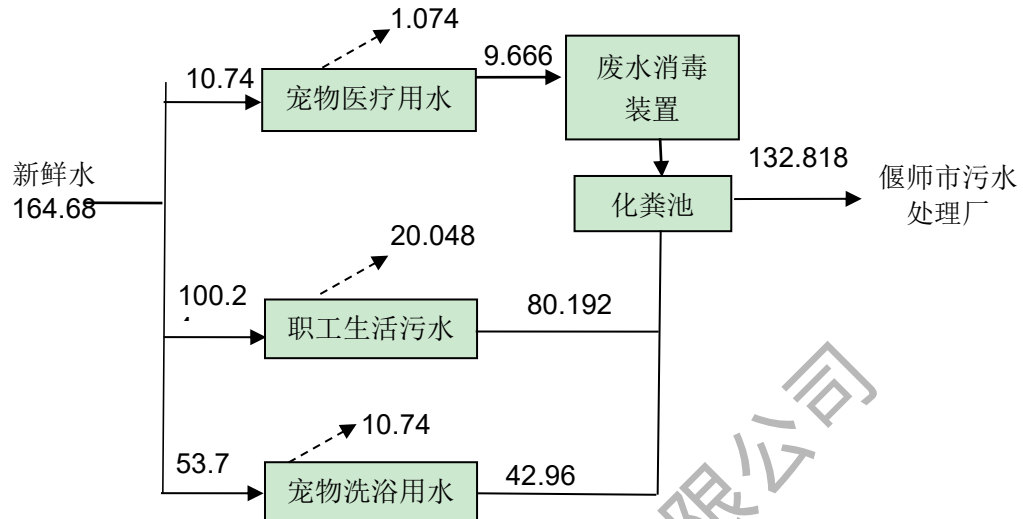 1.074
9.666
废水消毒
装置
10.74
宠物医疗用水
132.818
新鲜水
164.68
化粪池
偃师市污水
处理厂
20.048
100.2
职工生活污水
80.192
10.74
53.7
宠物洗浴用水
42.96
限公司